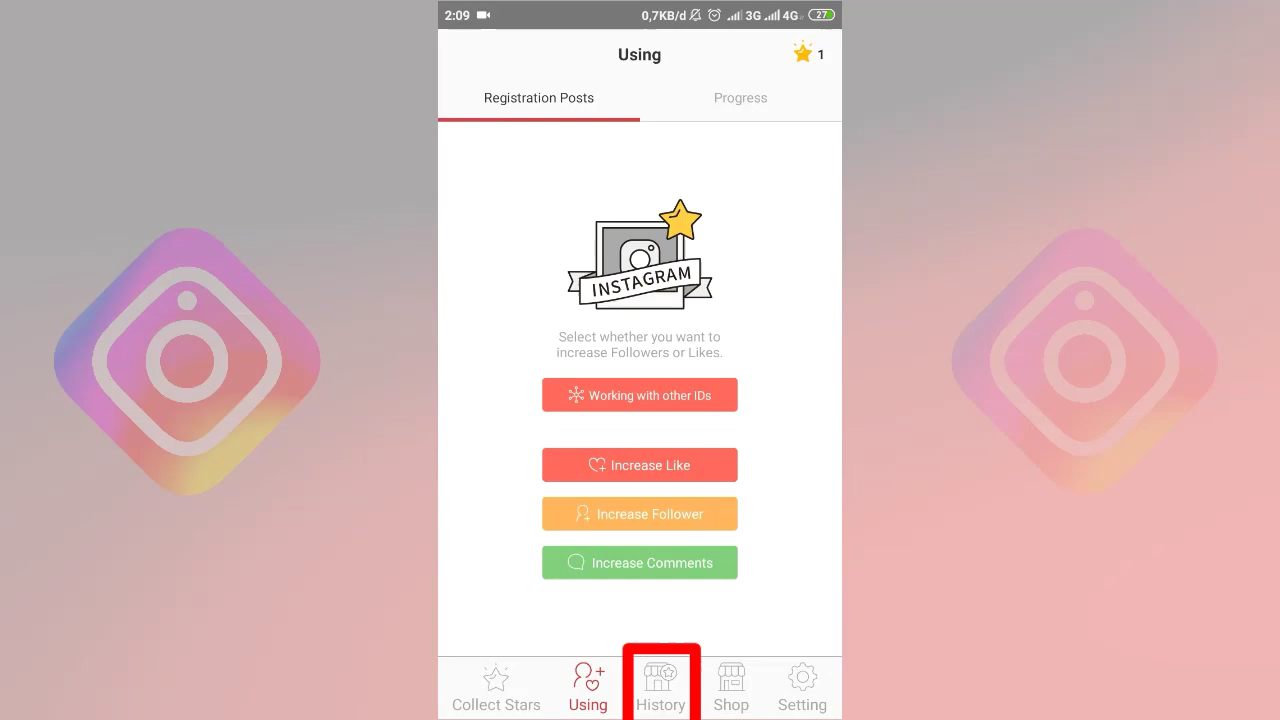 2:09 0,7KB/d 3G 4G 27
Using 1
Registration Posts Progress
INSTAGRAM
Select whether you want to
increase Followers or Likes.
Working with other IDs
Increase Like
Increase Follower
Increase Comments
Collect Stars Using History Shop Setting